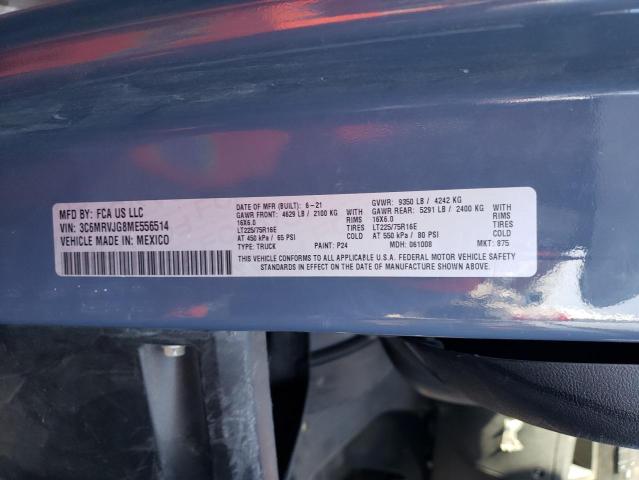 MFD BY: FCA US LLC
VIN: 3C6MRVJG8ME556514
VEHICLE MADE IN: MEXICO
DATE OF MFR (BUILT): 6-21 GVWR: 9350 LB / 4242 KG
GAWR FRONT: 4629 LB / 2100 KG GAWR REAR: 5291 LB / 2400 KG
16X6.0 RIMS 16X6.0 RIMS
LT225/75R16E TIRES LT225/75R16E TIRES
AT 450 kPa / 65 PSI COLD AT 550 kPa / 80 PSI COLD
TYPE: TRUCK PAINT: P24 MDH: 061008 MKT: 875
THIS VEHICLE CONFORMS TO ALL APPLICABLE U.S.A. FEDERAL MOTOR VEHICLE SAFETY
STANDARDS IN EFFECT ON THE DATE OF MANUFACTURE SHOWN ABOVE.